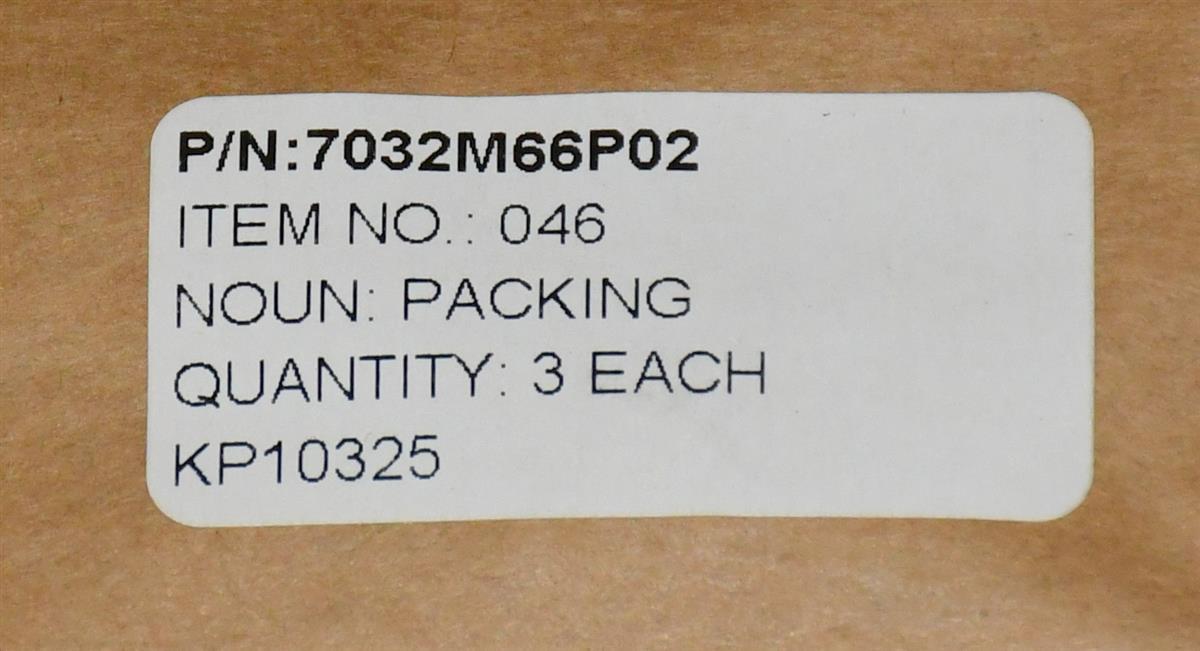 P/N:7032M66P02
ITEM NO.: 046
NOUN: PACKING
QUANTITY: 3 EACH
KP10325